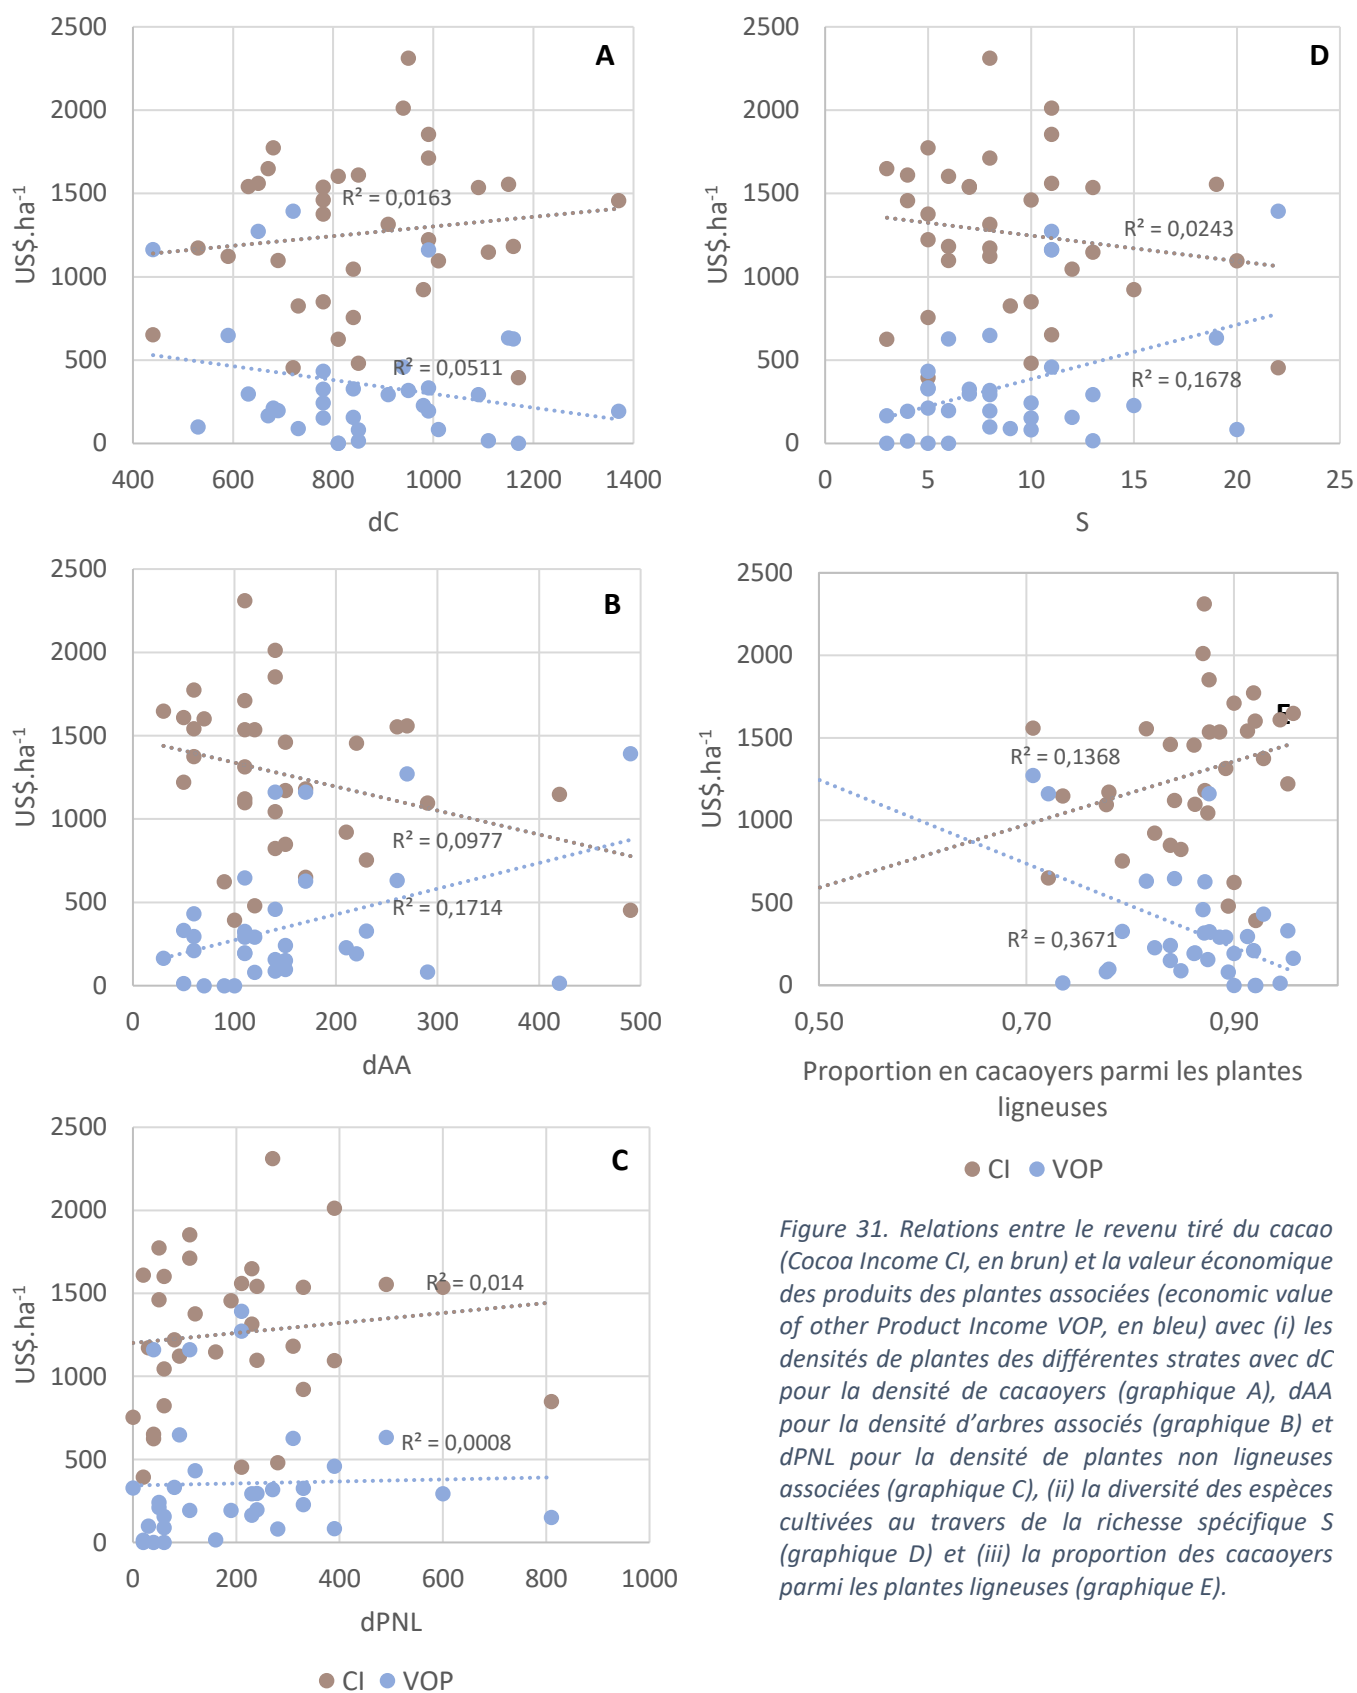 2500
2000
1500
1000
500
0
US$.ha⁻¹
A
R² = 0,0163
R² = 0,0511
400 600 800 1000 1200 1400
dC
2500
2000
1500
1000
500
0
US$.ha⁻¹
D
R² = 0,0243
R² = 0,1678
0 5 10 15 20 25
S
2500
2000
1500
1000
500
0
US$.ha⁻¹
B
R² = 0,0977
R² = 0,1714
0 100 200 300 400 500
dAA
2500
2000
1500
1000
500
0
US$.ha⁻¹
E
R² = 0,1368
R² = 0,3671
0,50 0,70 0,90
Proportion en cacaoyers parmi les plantes
ligneuses
CI VOP
2500
2000
1500
1000
500
0
US$.ha⁻¹
C
R² = 0,014
R² = 0,0008
0 200 400 600 800 1000
dPNL
CI VOP
Figure 31. Relations entre le revenu tiré du cacao
(Cocoa Income CI, en brun) et la valeur économique
des produits des plantes associées (economic value
of other Product Income VOP, en bleu) avec (i) les
densités de plantes des différentes strates avec dC
pour la densité de cacaoyers (graphique A), dAA
pour la densité d’arbres associés (graphique B) et
dPNL pour la densité de plantes non ligneuses
associées (graphique C), (ii) la diversité des espèces
cultivées au travers de la richesse spécifique S
(graphique D) et (iii) la proportion des cacaoyers
parmi les plantes ligneuses (graphique E).